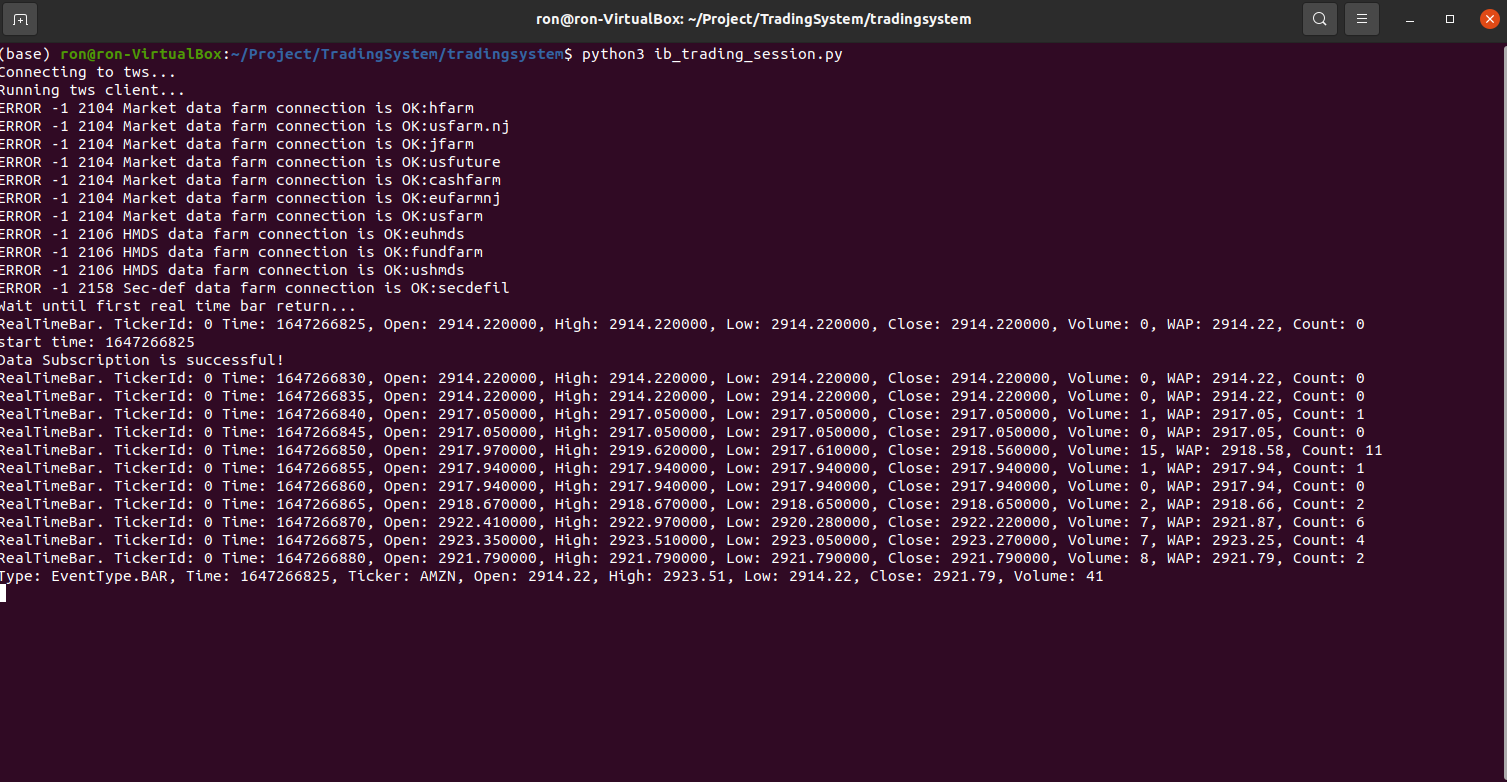 ron@ron-VirtualBox: ~/Project/TradingSystem/tradingsystem
(base) ron@ron-VirtualBox:~/Project/TradingSystem/tradingsystem$ python3 ib_trading_session.py
Connecting to tws...
Running tws client...
ERROR -1 2104 Market data farm connection is OK:hfarm
ERROR -1 2104 Market data farm connection is OK:usfarm.nj
ERROR -1 2104 Market data farm connection is OK:jfarm
ERROR -1 2104 Market data farm connection is OK:usfuture
ERROR -1 2104 Market data farm connection is OK:cashfarm
ERROR -1 2104 Market data farm connection is OK:eufarmnj
ERROR -1 2104 Market data farm connection is OK:usfarm
ERROR -1 2106 HMDS data farm connection is OK:euhmds
ERROR -1 2106 HMDS data farm connection is OK:fundfarm
ERROR -1 2106 HMDS data farm connection is OK:ushmds
ERROR -1 2158 Sec-def data farm connection is OK:secdefil
Wait until first real time bar return...
RealTimeBar. TickerId: 0 Time: 1647266825, Open: 2914.220000, High: 2914.220000, Low: 2914.220000, Close: 2914.220000, Volume: 0, WAP: 2914.22, Count: 0
start time: 1647266825
Data Subscription is successful!
RealTimeBar. TickerId: 0 Time: 1647266830, Open: 2914.220000, High: 2914.220000, Low: 2914.220000, Close: 2914.220000, Volume: 0, WAP: 2914.22, Count: 0
RealTimeBar. TickerId: 0 Time: 1647266835, Open: 2914.220000, High: 2914.220000, Low: 2914.220000, Close: 2914.220000, Volume: 0, WAP: 2914.22, Count: 0
RealTimeBar. TickerId: 0 Time: 1647266840, Open: 2917.050000, High: 2917.050000, Low: 2917.050000, Close: 2917.050000, Volume: 1, WAP: 2917.05, Count: 1
RealTimeBar. TickerId: 0 Time: 1647266845, Open: 2917.050000, High: 2917.050000, Low: 2917.050000, Close: 2917.050000, Volume: 0, WAP: 2917.05, Count: 0
RealTimeBar. TickerId: 0 Time: 1647266850, Open: 2917.970000, High: 2919.620000, Low: 2917.610000, Close: 2918.560000, Volume: 15, WAP: 2918.58, Count: 11
RealTimeBar. TickerId: 0 Time: 1647266855, Open: 2917.940000, High: 2917.940000, Low: 2917.940000, Close: 2917.940000, Volume: 1, WAP: 2917.94, Count: 1
RealTimeBar. TickerId: 0 Time: 1647266860, Open: 2917.940000, High: 2917.940000, Low: 2917.940000, Close: 2917.940000, Volume: 0, WAP: 2917.94, Count: 0
RealTimeBar. TickerId: 0 Time: 1647266865, Open: 2918.670000, High: 2918.670000, Low: 2918.650000, Close: 2918.650000, Volume: 2, WAP: 2918.66, Count: 2
RealTimeBar. TickerId: 0 Time: 1647266870, Open: 2922.410000, High: 2922.970000, Low: 2920.280000, Close: 2922.220000, Volume: 7, WAP: 2921.87, Count: 6
RealTimeBar. TickerId: 0 Time: 1647266875, Open: 2923.350000, High: 2923.510000, Low: 2923.050000, Close: 2923.270000, Volume: 7, WAP: 2923.25, Count: 4
RealTimeBar. TickerId: 0 Time: 1647266880, Open: 2921.790000, High: 2921.790000, Low: 2921.790000, Close: 2921.790000, Volume: 8, WAP: 2921.79, Count: 2
Type: EventType.BAR, Time: 1647266825, Ticker: AMZN, Open: 2914.22, High: 2923.51, Low: 2914.22, Close: 2921.79, Volume: 41